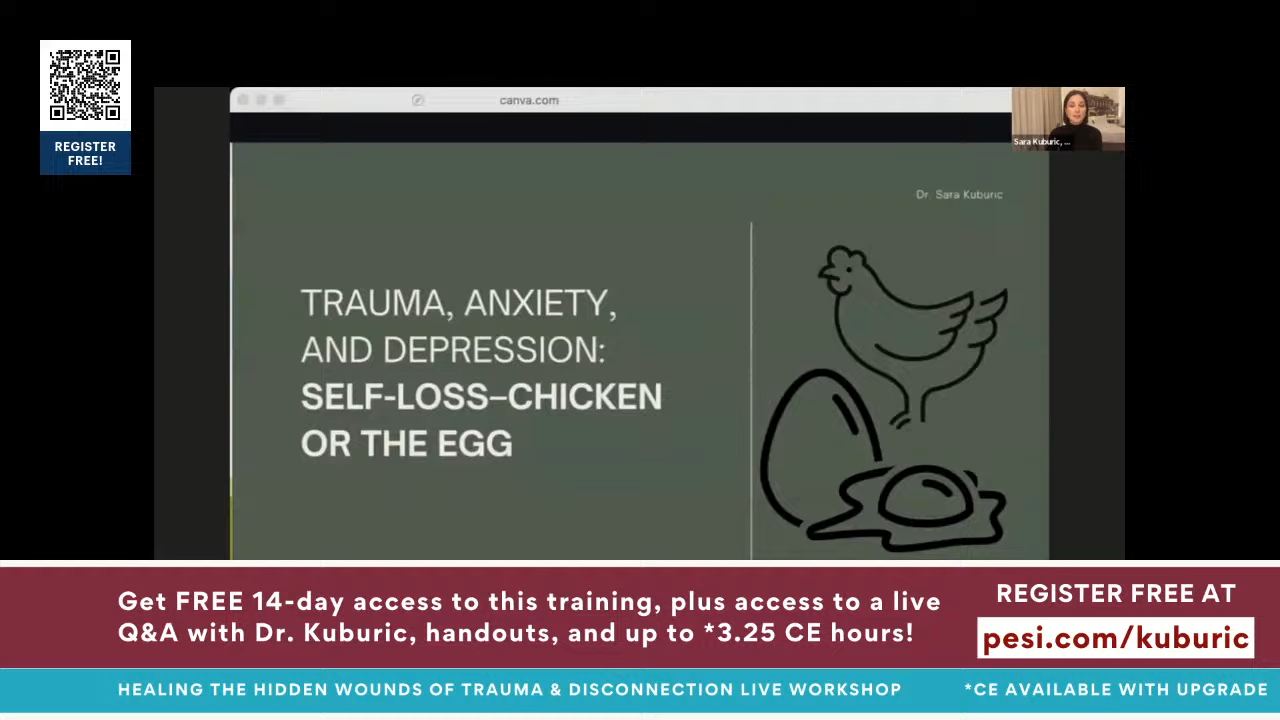 REGISTER
FREE!
canva.com
Sara Kuburic, ...
Dr. Sara Kuburic
TRAUMA, ANXIETY,
AND DEPRESSION:
SELF-LOSS–CHICKEN
OR THE EGG
Get FREE 14-day access to this training, plus access to a live
Q&A with Dr. Kuburic, handouts, and up to *3.25 CE hours!
REGISTER FREE AT
pesi.com/kuburic
HEALING THE HIDDEN WOUNDS OF TRAUMA & DISCONNECTION LIVE WORKSHOP
*CE AVAILABLE WITH UPGRADE